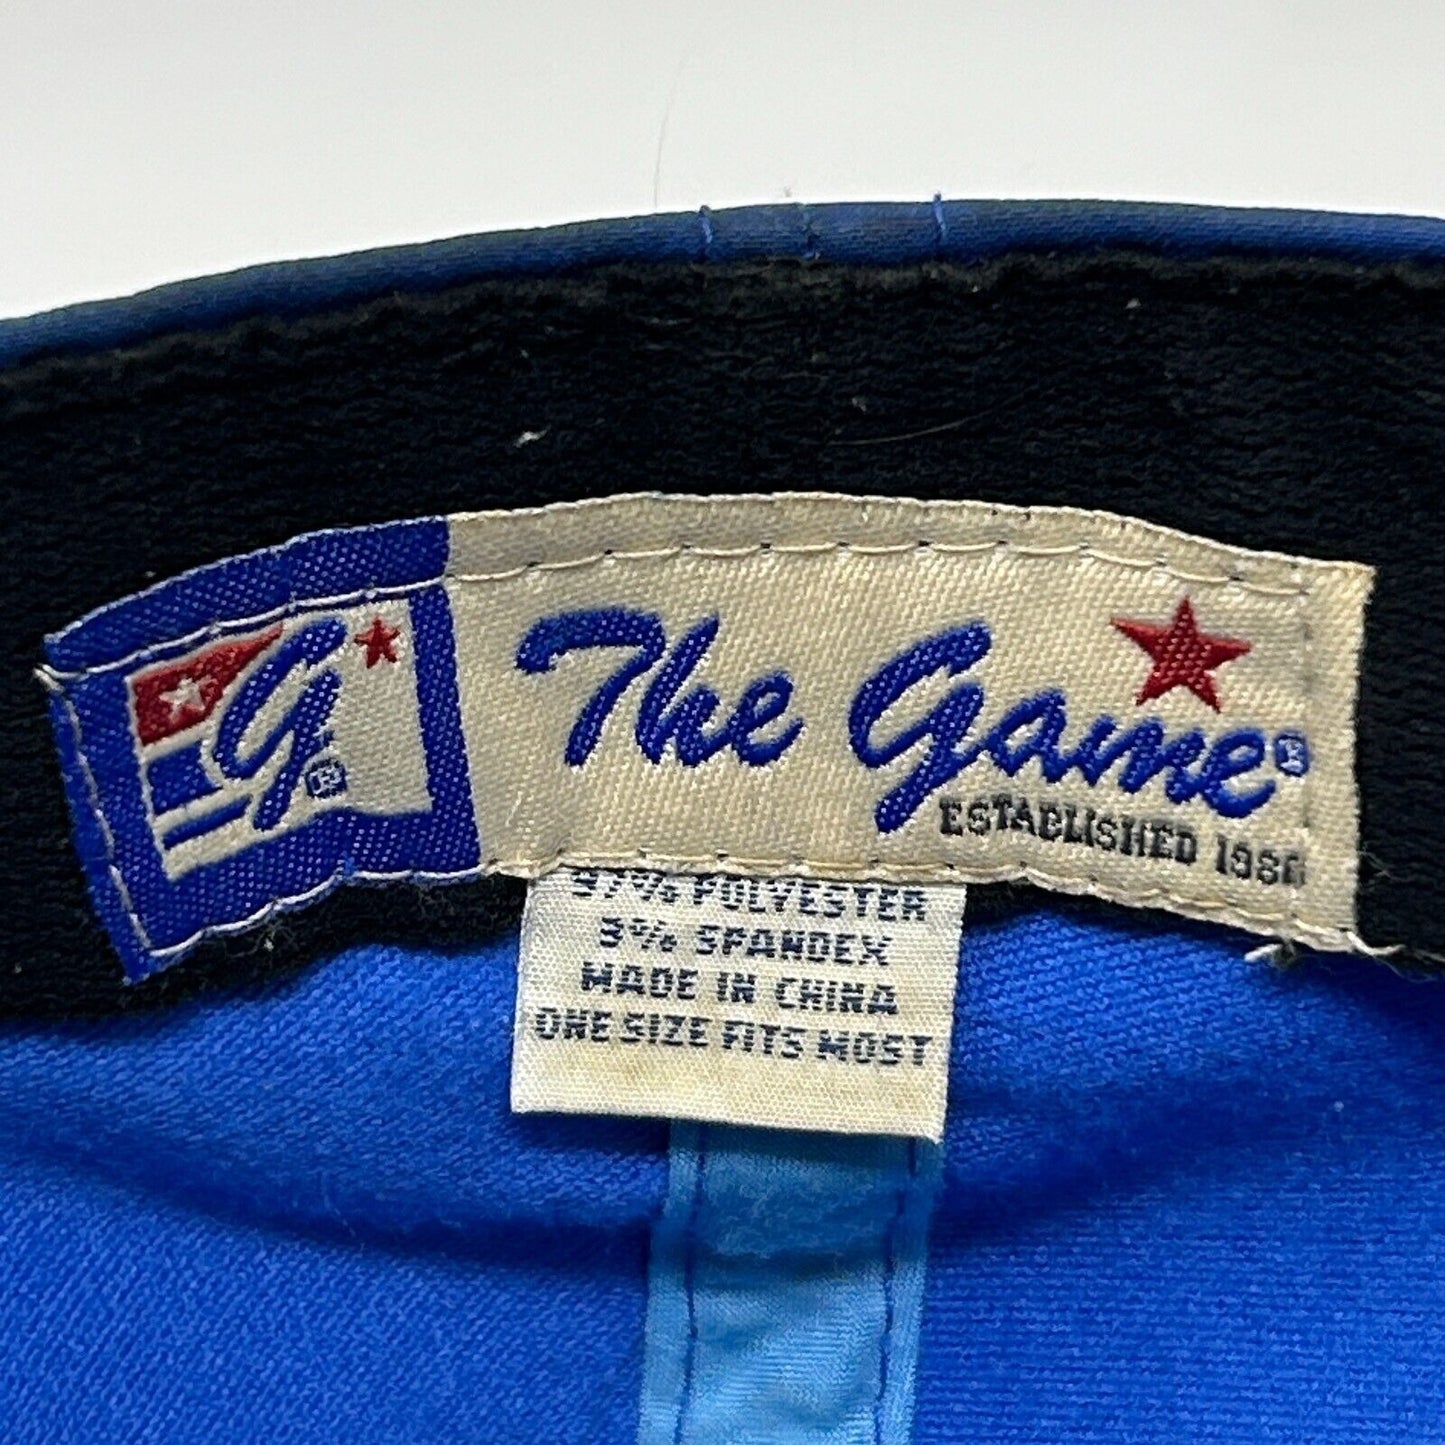 G ®
The Game®
ESTABLISHED 1986
97% POLYESTER
3% SPANDEX
MADE IN CHINA
ONE SIZE FITS MOST